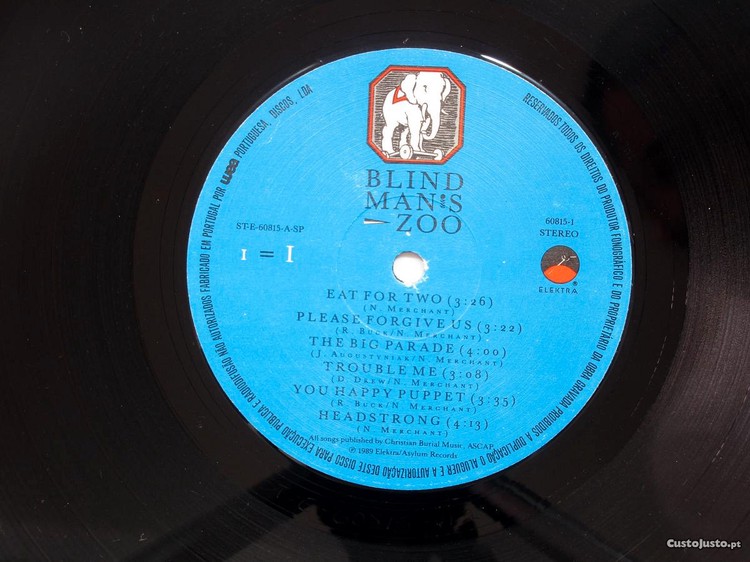 BLIND
MAN'S
ZOO
ST-E-60815-A-SP
1 = I
60815-1
STEREO
ELEKTRA®
EAT FOR TWO (3:26)
(N. MERCHANT)
PLEASE FORGIVE US (3:22)
(R. BUCK/N. MERCHANT)
THE BIG PARADE (4:00)
(J. AUGUSTYNIAK/N. MERCHANT)
TROUBLE ME (3:08)
(D. DREW/N. MERCHANT)
YOU HAPPY PUPPET (3:35)
(R. BUCK/N. MERCHANT)
HEADSTRONG (4:13)
(N. MERCHANT)
All songs published by Christian Burial Music, ASCAP
℗ 1989 Elektra/Asylum Records
RESERVADOS TODOS OS DIREITOS DO PRODUTOR FONOGRÁFICO E DO PROPRIETÁRIO DA OBRA GRAVADA PROIBIDOS A DUPLICAÇÃO O ALUGUER E A AUTORIZAÇÃO DESTE DISCO PARA EXECUÇÃO PÚBLICA E RADIODIFUSÃO NÃO AUTORIZADOS FABRICADO EM PORTUGAL POR wea PORTUGUESA, DISCOS, LDA
CustoJusto.pt